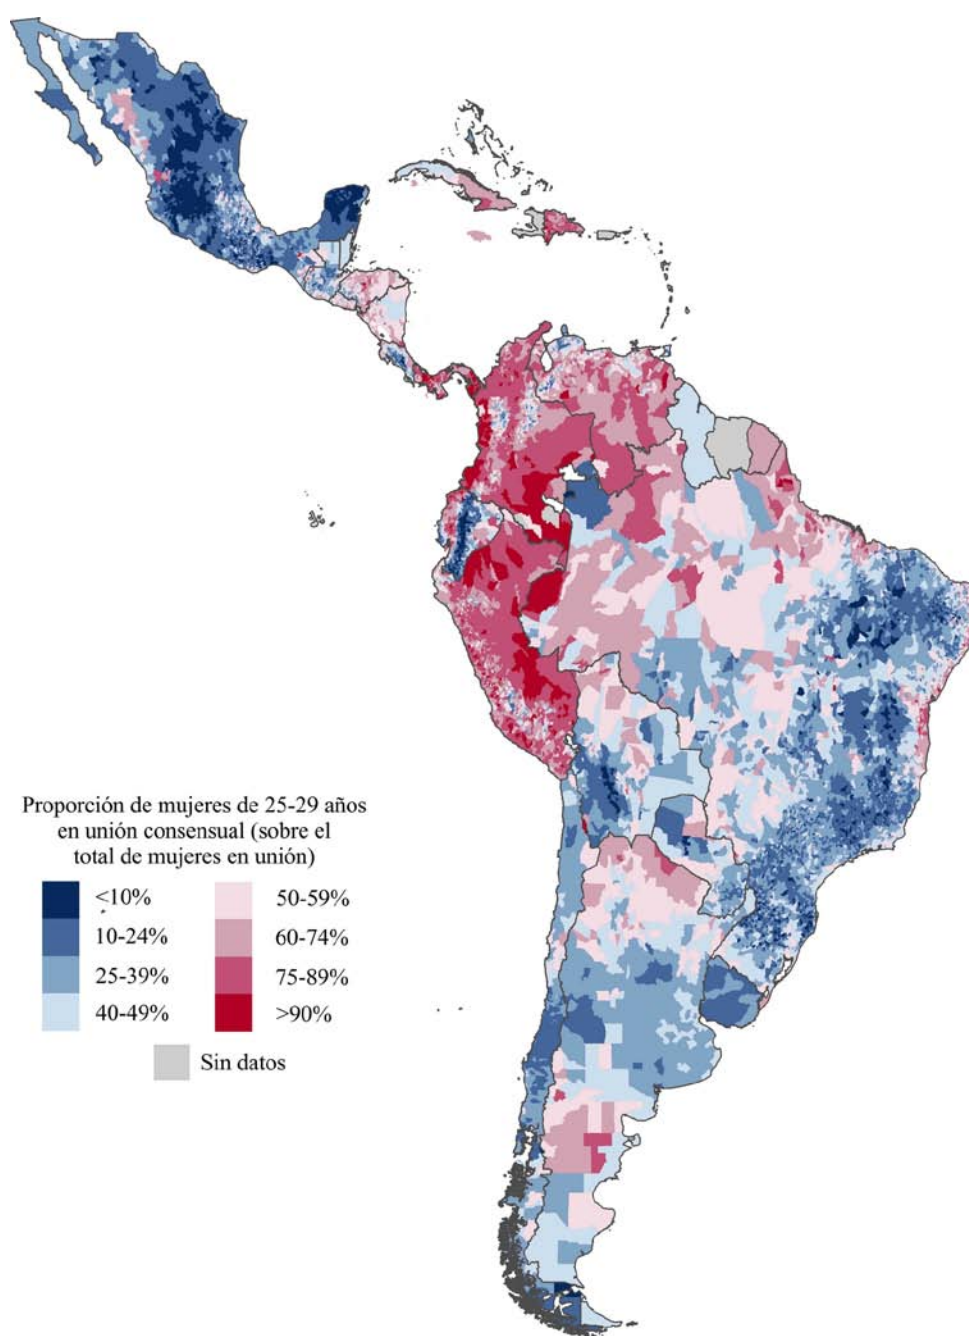 Proporción de mujeres de 25-29 años
en unión consensual (sobre el
total de mujeres en unión)
<10%
10-24%
25-39%
40-49%
50-59%
60-74%
75-89%
>90%
Sin datos